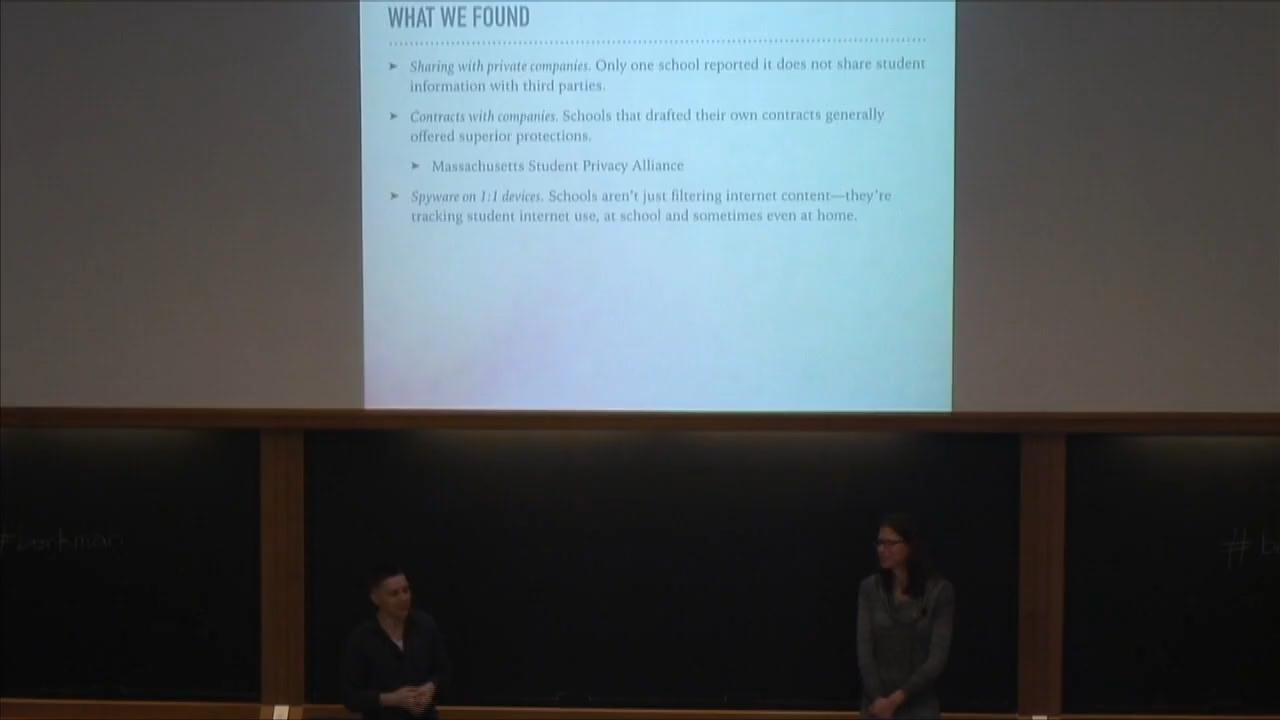 WHAT WE FOUND
➤ Sharing with private companies. Only one school reported it does not share student
information with third parties.
➤ Contracts with companies. Schools that drafted their own contracts generally
offered superior protections.
➤ Massachusetts Student Privacy Alliance
➤ Spyware on 1:1 devices. Schools aren't just filtering internet content—they're
tracking student internet use, at school and sometimes even at home.
#berkman
# b